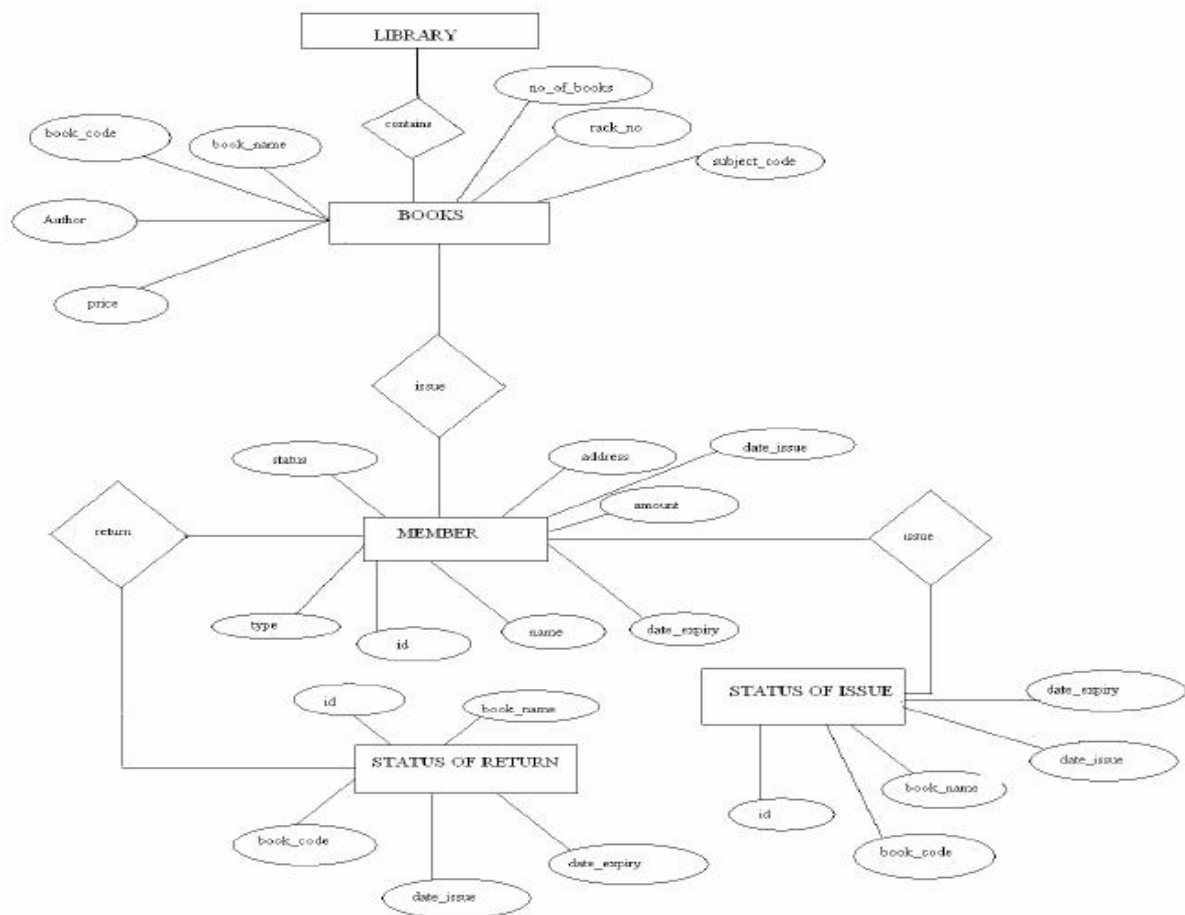 LIBRARY
no_of_books
contains
rack_no
book_code
book_name
subject_code
Author
BOOKS
price
issue
status
address
date_issue
amount
return
MEMBER
issue
type
id
name
date_expiry
id
book_name
STATUS OF ISSUE
date_expiry
STATUS OF RETURN
date_issue
book_name
id
book_code
book_code
date_expiry
date_issue